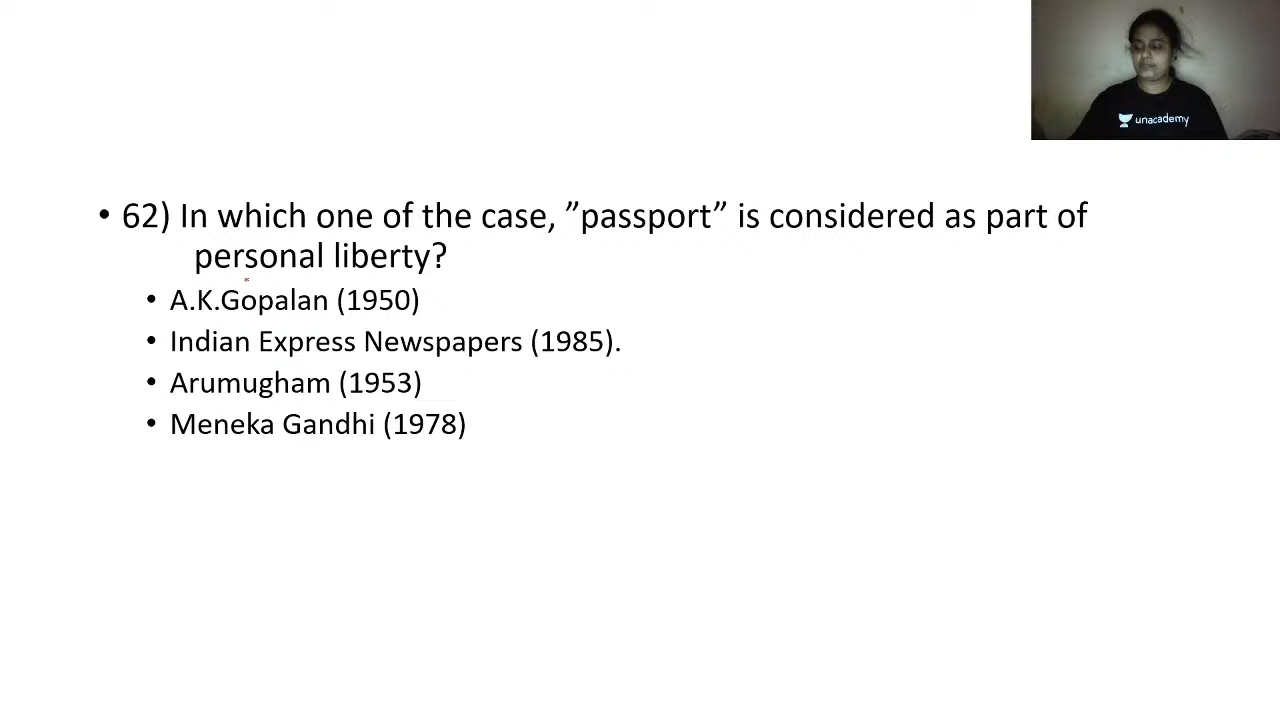 unacademy
• 62) In which one of the case, ”passport” is considered as part of
personal liberty?
• A.K.Gopalan (1950)
• Indian Express Newspapers (1985).
• Arumugham (1953)
• Meneka Gandhi (1978)